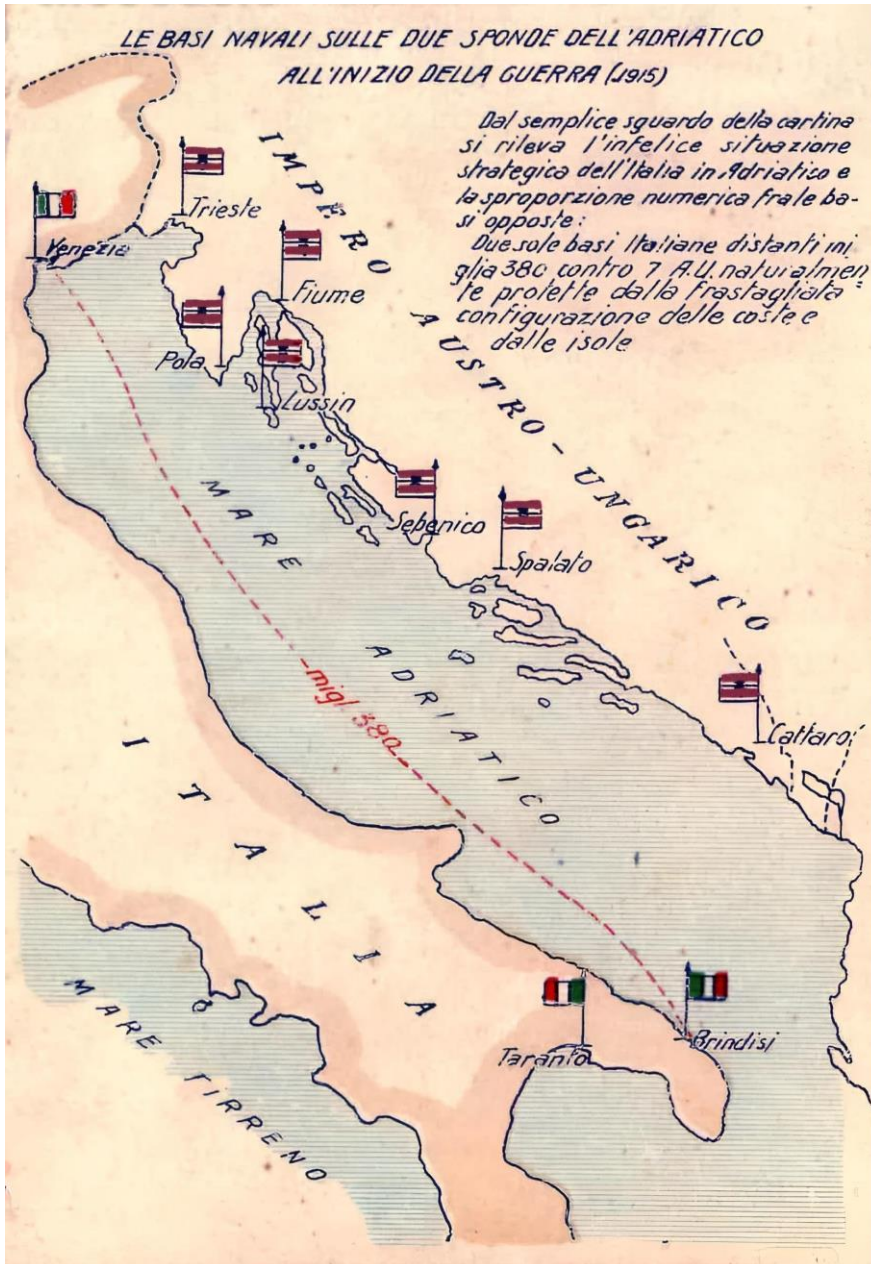 LE BASI NAVALI SULLE DUE SPONDE DELL'ADRIATICO
ALL'INIZIO DELLA GUERRA (1915)
Dal semplice sguardo della cartina
si rileva l'infelice situazione
strategica dell'Italia in Adriatico e
la sproporzione numerica fra le ba-
si opposte:
Due sole basi Italiane distanti mi
glia 380 contro 7 A.U. naturalmen=
te protette dalla frastagliata
configurazione delle coste e
dalle isole
IMPERO AUSTRO-UNGARICO
Trieste
Venezia
Fiume
Pola
Lussin
Sebenico
Spalato
Cattaro
MARE ADRIATICO
migl 380
ITALIA
MARE TIRRENO
Taranto
Brindisi